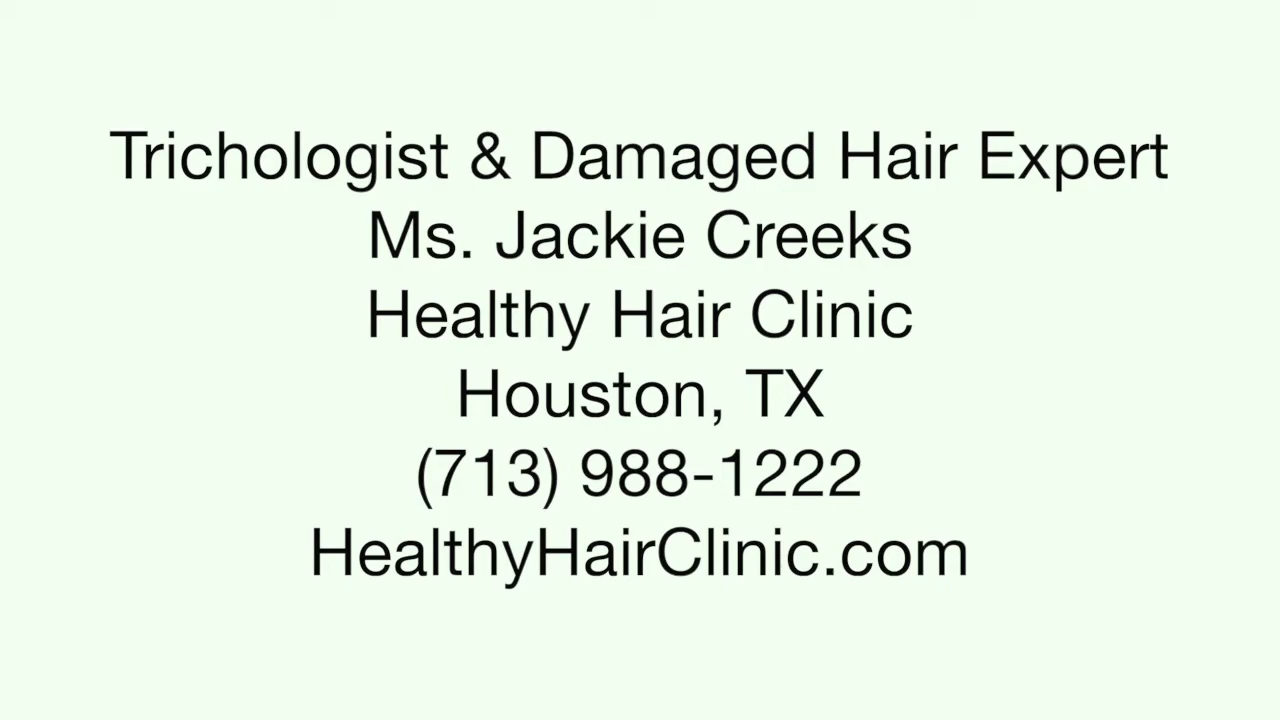 Trichologist & Damaged Hair Expert
Ms. Jackie Creeks
Healthy Hair Clinic
Houston, TX
(713) 988-1222
HealthyHairClinic.com